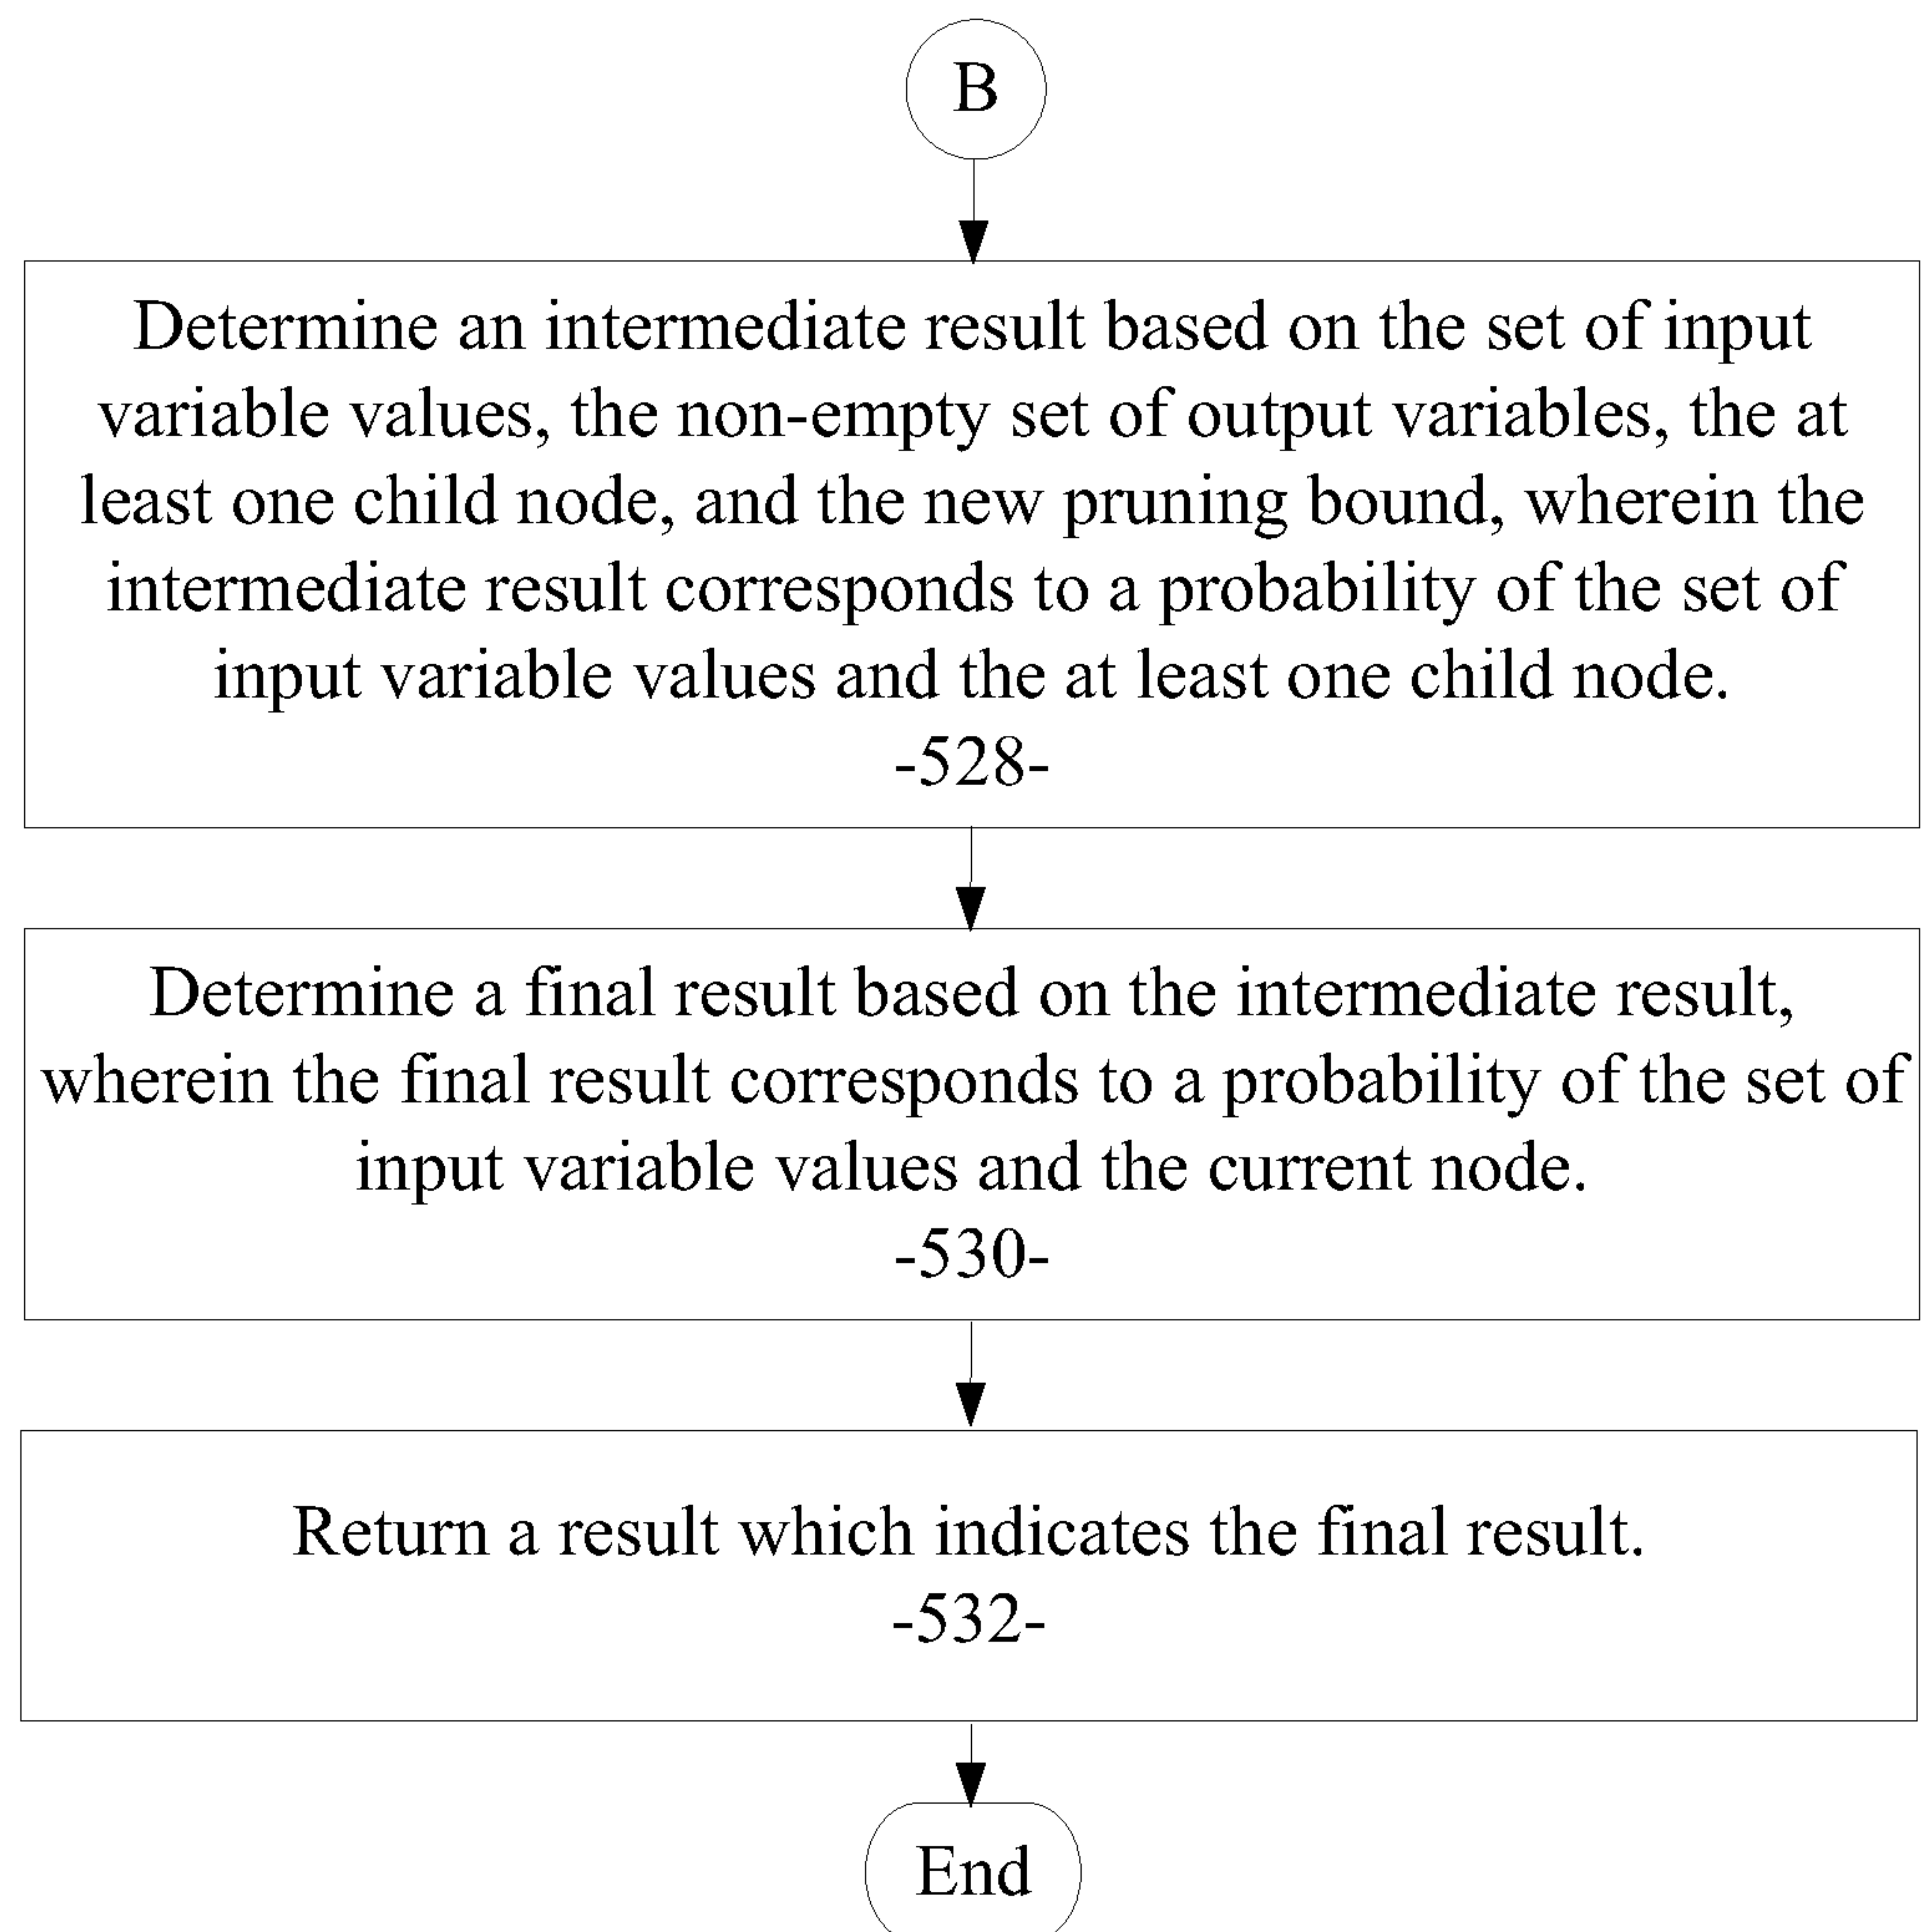 B
Determine an intermediate result based on the set of input
variable values, the non-empty set of output variables, the at
least one child node, and the new pruning bound, wherein the
intermediate result corresponds to a probability of the set of
input variable values and the at least one child node.
-528-
Determine a final result based on the intermediate result,
wherein the final result corresponds to a probability of the set of
input variable values and the current node.
-530-
Return a result which indicates the final result.
-532-
End